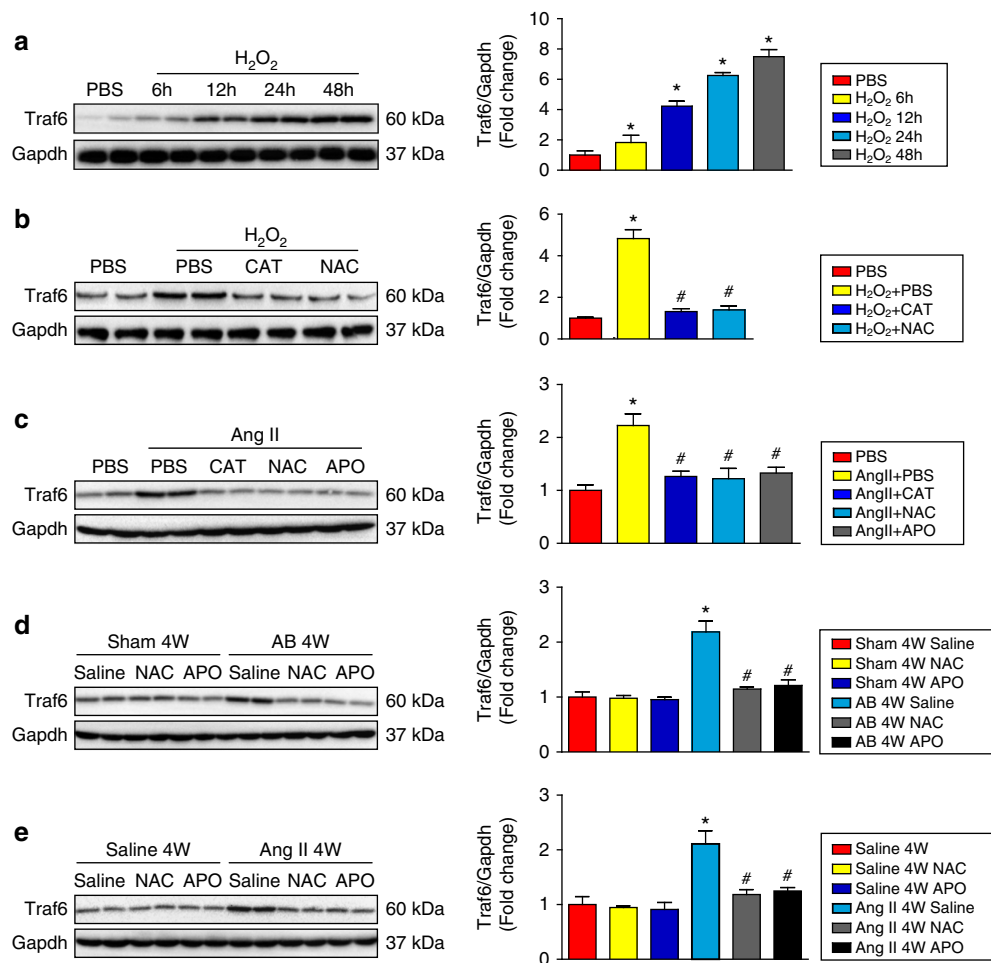 a
H₂O₂
PBS 6h 12h 24h 48h
Traf6 60 kDa
Gapdh 37 kDa
Traf6/Gapdh
(Fold change)
10
8
6
4
2
0
* * * *
PBS
H₂O₂ 6h
H₂O₂ 12h
H₂O₂ 24h
H₂O₂ 48h
b
H₂O₂
PBS PBS CAT NAC
Traf6 60 kDa
Gapdh 37 kDa
Traf6/Gapdh
(Fold change)
6
4
2
0
* # #
PBS
H₂O₂+PBS
H₂O₂+CAT
H₂O₂+NAC
c
Ang II
PBS PBS CAT NAC APO
Traf6 60 kDa
Gapdh 37 kDa
Traf6/Gapdh
(Fold change)
3
2
1
0
* # # #
PBS
AngII+PBS
AngII+CAT
AngII+NAC
AngII+APO
d
Sham 4W AB 4W
Saline NAC APO Saline NAC APO
Traf6 60 kDa
Gapdh 37 kDa
Traf6/Gapdh
(Fold change)
3
2
1
0
* # #
Sham 4W Saline
Sham 4W NAC
Sham 4W APO
AB 4W Saline
AB 4W NAC
AB 4W APO
e
Saline 4W Ang II 4W
Saline NAC APO Saline NAC APO
Traf6 60 kDa
Gapdh 37 kDa
Traf6/Gapdh
(Fold change)
3
2
1
0
* # #
Saline 4W
Saline 4W NAC
Saline 4W APO
Ang II 4W Saline
Ang II 4W NAC
Ang II 4W APO